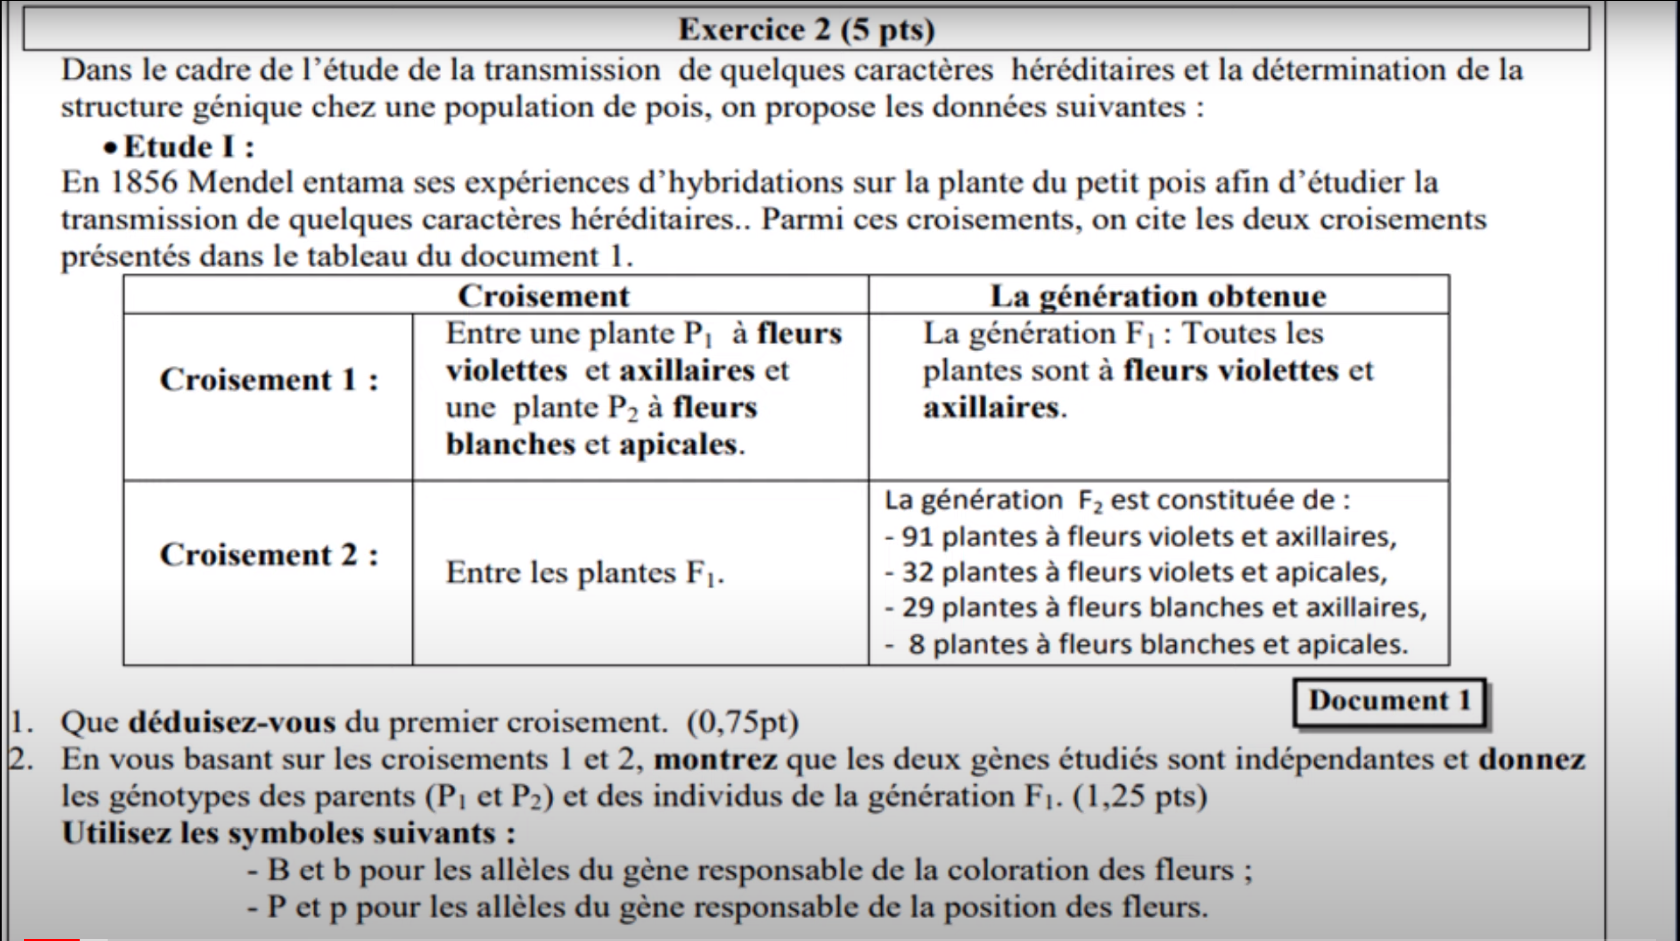 Exercice 2 (5 pts)
Dans le cadre de l'étude de la transmission de quelques caractères héréditaires et la détermination de la
structure génique chez une population de pois, on propose les données suivantes :
• Etude I :
En 1856 Mendel entama ses expériences d'hybridations sur la plante du petit pois afin d'étudier la
transmission de quelques caractères héréditaires.. Parmi ces croisements, on cite les deux croisements
présentés dans le tableau du document 1.
Croisement
La génération obtenue
Croisement 1 :
Entre une plante P₁ à fleurs
violettes et axillaires et
une plante P₂ à fleurs
blanches et apicales.
La génération F₁ : Toutes les
plantes sont à fleurs violettes et
axillaires.
Croisement 2 :
Entre les plantes F₁.
La génération F₂ est constituée de :
- 91 plantes à fleurs violets et axillaires,
- 32 plantes à fleurs violets et apicales,
- 29 plantes à fleurs blanches et axillaires,
- 8 plantes à fleurs blanches et apicales.
Document 1
1. Que déduisez-vous du premier croisement. (0,75pt)
2. En vous basant sur les croisements 1 et 2, montrez que les deux gènes étudiés sont indépendantes et donnez
les génotypes des parents (P₁ et P₂) et des individus de la génération F₁. (1,25 pts)
Utilisez les symboles suivants :
- B et b pour les allèles du gène responsable de la coloration des fleurs ;
- P et p pour les allèles du gène responsable de la position des fleurs.